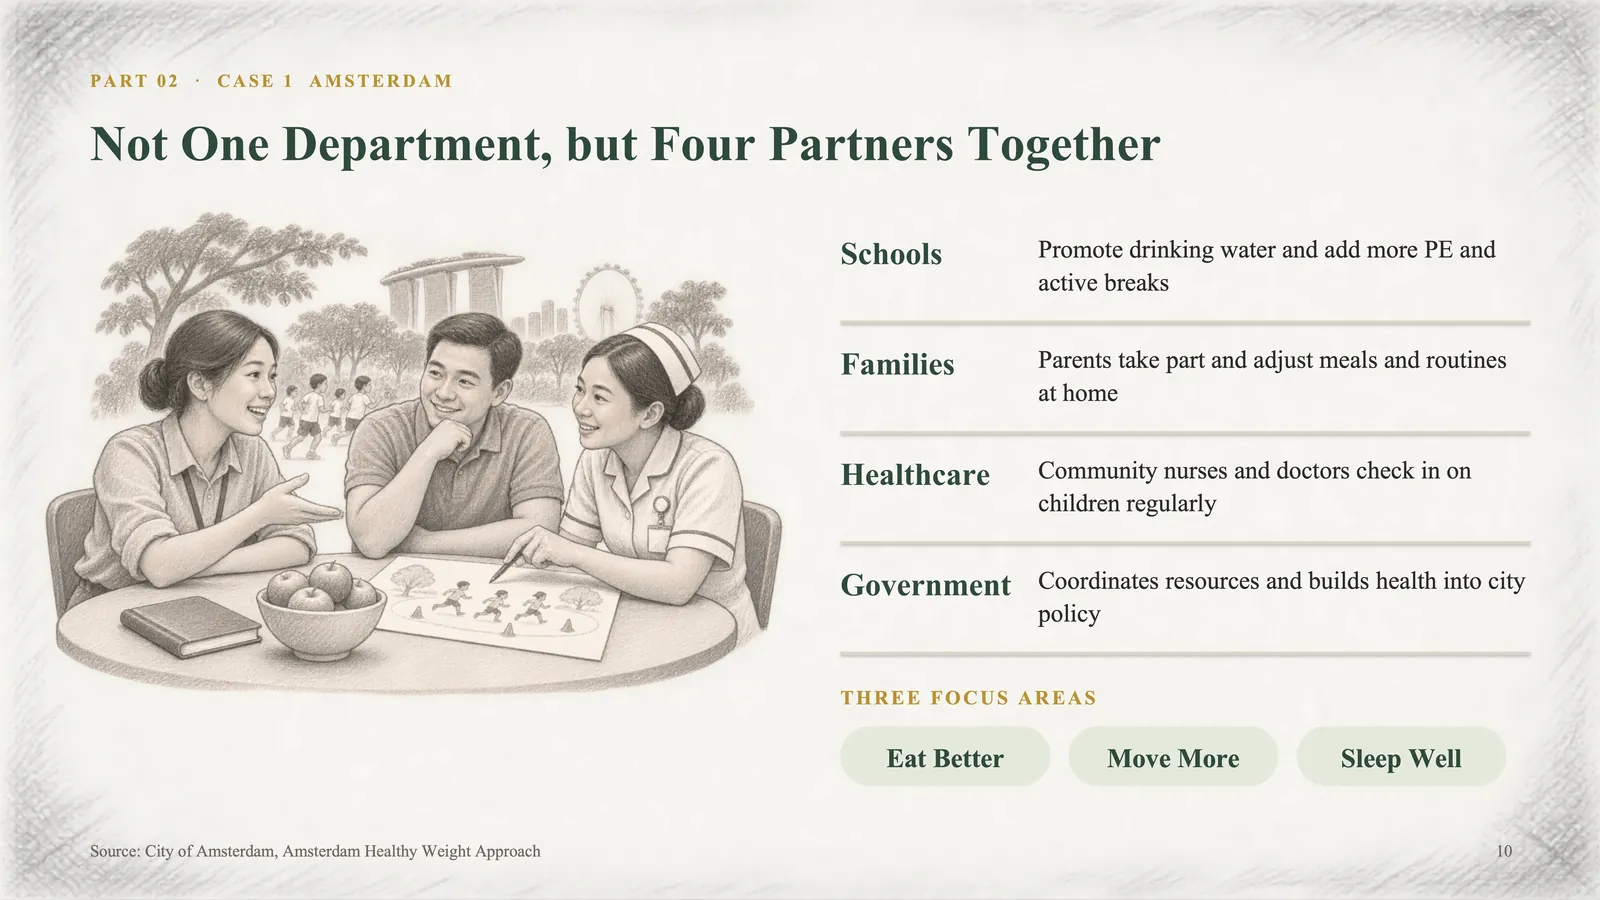 PART 02 · CASE 1 AMSTERDAM
Not One Department, but Four Partners Together
Schools
Promote drinking water and add more PE and
active breaks
Families
Parents take part and adjust meals and routines
at home
Healthcare
Community nurses and doctors check in on
children regularly
Government
Coordinates resources and builds health into city
policy
THREE FOCUS AREAS
Eat Better
Move More
Sleep Well
Source: City of Amsterdam, Amsterdam Healthy Weight Approach
10